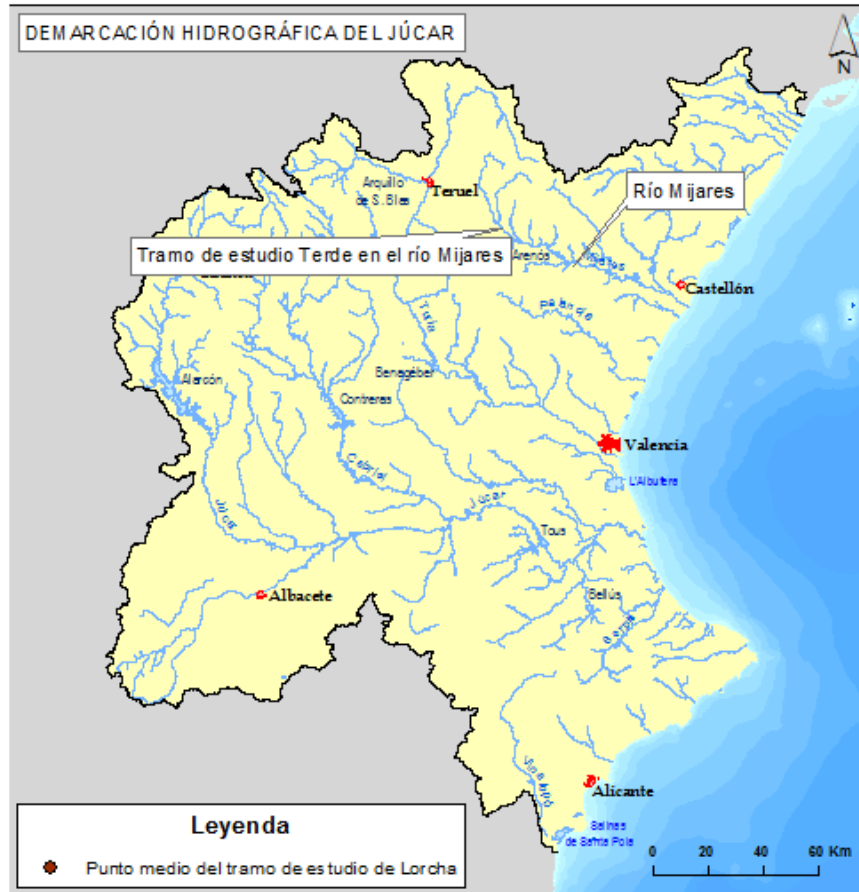 DEMARCACIÓN HIDROGRÁFICA DEL JÚCAR
N
Arquillo
de S. Blas
Teruel
Río Mijares
Tramo de estudio Terde en el río Mijares
Arenós
Mijares
Castellón
Palancia
Turia
Benagéber
Alarcón
Contreras
Valencia
Cabriel
L'Albufera
Júcar
Júcar
Tous
Albacete
Bellús
Serpis
Vinalopó
Alicante
Salinas
de Santa Pola
Leyenda
Punto medio del tramo de estudio de Lorcha
0 20 40 60 Km